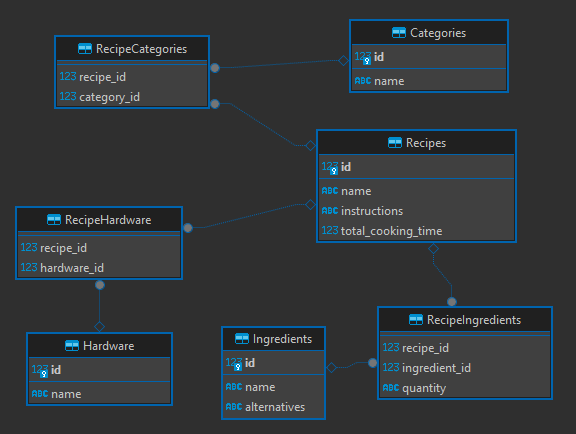 RecipeCategories
123 recipe_id
123 category_id
Categories
123 id
ABC name
Recipes
123 id
ABC name
ABC instructions
123 total_cooking_time
RecipeHardware
123 recipe_id
123 hardware_id
Hardware
123 id
ABC name
Ingredients
123 id
ABC name
ABC alternatives
RecipeIngredients
123 recipe_id
123 ingredient_id
ABC quantity